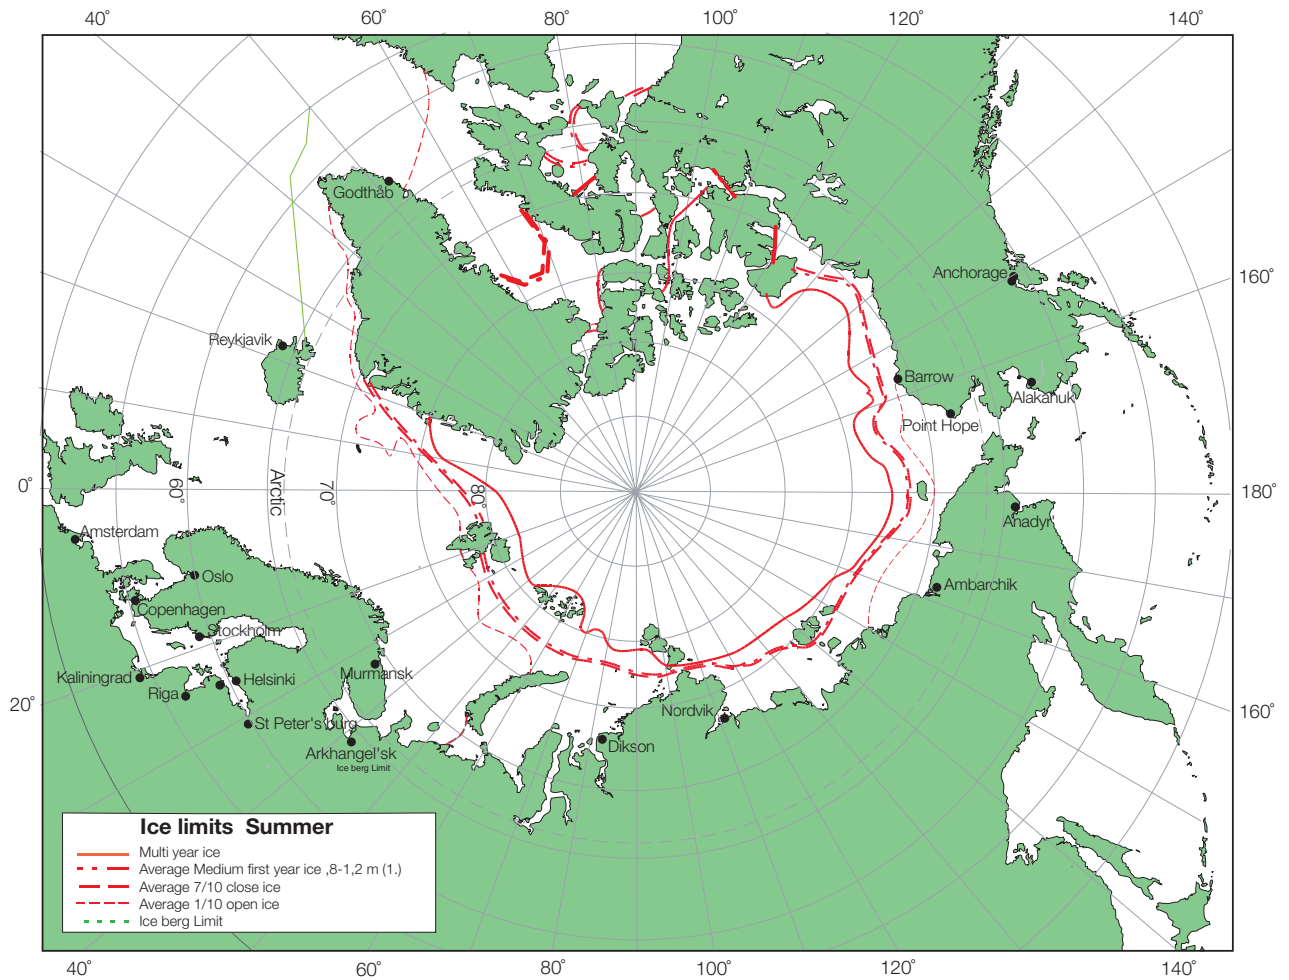 40°
60°
80°
100°
120°
140°
Godthåb
Anchorage
160°
Reykjavik
Barrow
Alakanuk
Point Hope
0°
60°
Arctic
70°
80°
180°
Anadyr
Amsterdam
Oslo
Ambarchik
Copenhagen
Stockholm
Murmansk
Kaliningrad
Helsinki
Riga
20°
Nordvik
160°
St Peter's burg
Dikson
Arkhangel'sk
Ice berg Limit
Ice limits Summer
Multi year ice
Average Medium first year ice ,8-1,2 m (1.)
Average 7/10 close ice
Average 1/10 open ice
Ice berg Limit
40°
60°
80°
100°
120°
140°